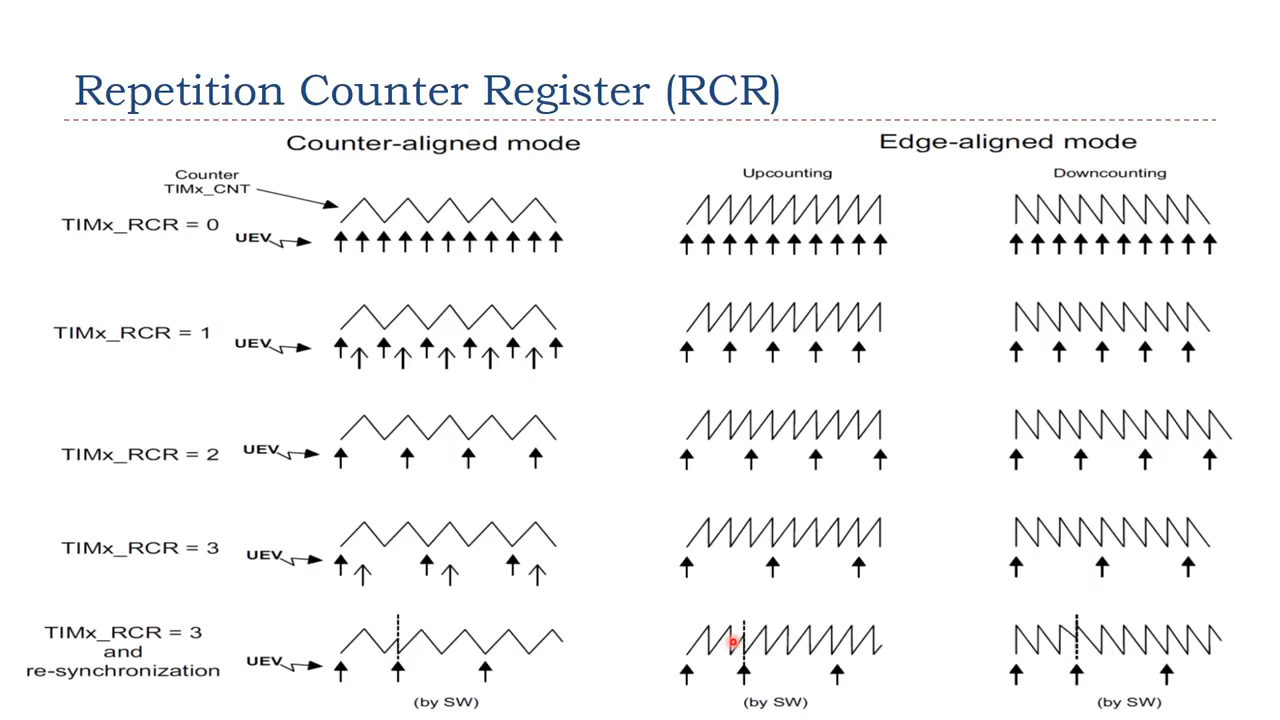 Repetition Counter Register (RCR)
Counter-aligned mode
Edge-aligned mode
Counter
TIMx_CNT
Upcounting
Downcounting
TIMx_RCR = 0
UEV
TIMx_RCR = 1
UEV
TIMx_RCR = 2
UEV
TIMx_RCR = 3
UEV
TIMx_RCR = 3
and
re-synchronization
UEV
(by SW)
(by SW)
(by SW)